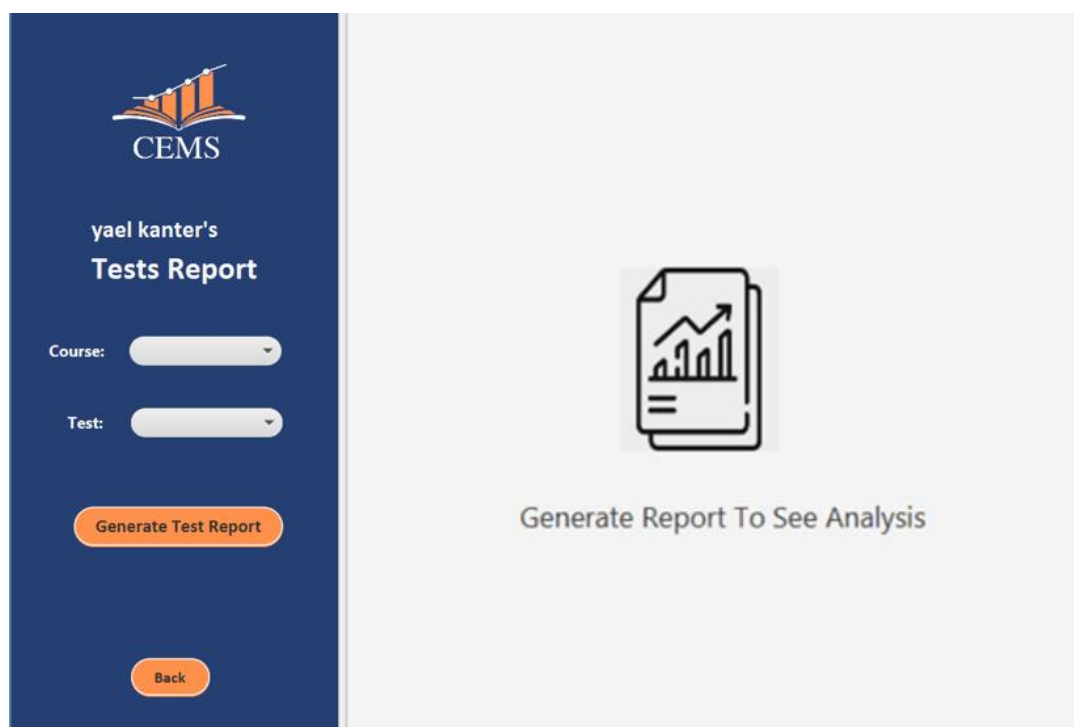 CEMS
yael kanter's
Tests Report
Course:
Test:
Generate Test Report
Back
Generate Report To See Analysis